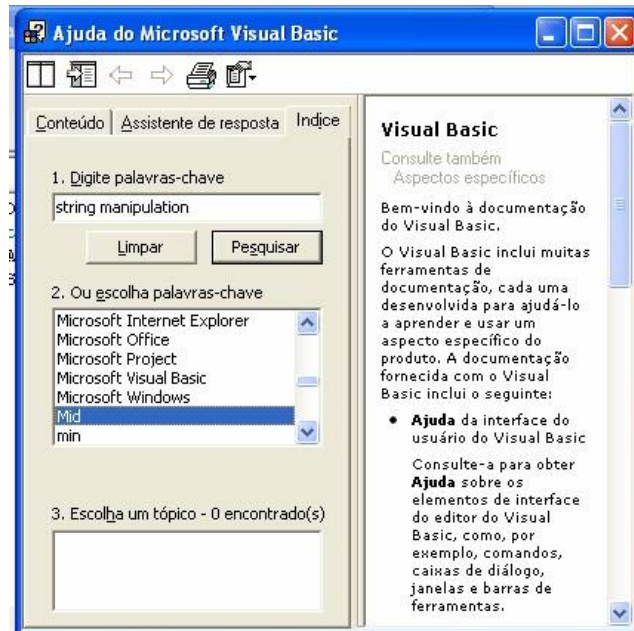 Ajuda do Microsoft Visual Basic
Conteúdo
Assistente de resposta
Indice
1. Digite palavras-chave
string manipulation
Limpar
Pesquisar
2. Ou escolha palavras-chave
Microsoft Internet Explorer
Microsoft Office
Microsoft Project
Microsoft Visual Basic
Microsoft Windows
Mid
min
3. Escolha um tópico - 0 encontrado(s)
Visual Basic
Consulte também
Aspectos específicos
Bem-vindo à documentação
do Visual Basic.
O Visual Basic inclui muitas
ferramentas de
documentação, cada uma
desenvolvida para ajudá-lo
a aprender e usar um
aspecto específico do
produto. A documentação
fornecida com o Visual
Basic inclui o seguinte:
• Ajuda da interface do
usuário do Visual Basic
Consulte-a para obter
Ajuda sobre os
elementos de interface
do editor do Visual
Basic, como, por
exemplo, comandos,
caixas de diálogo,
janelas e barras de
ferramentas.